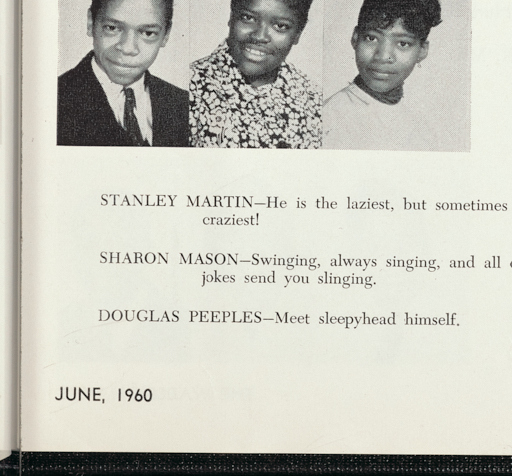 STANLEY MARTIN—He is the laziest, but sometimes
craziest!
SHARON MASON—Swinging, always singing, and all
jokes send you slinging.
DOUGLAS PEEPLES—Meet sleepyhead himself.
JUNE, 1960